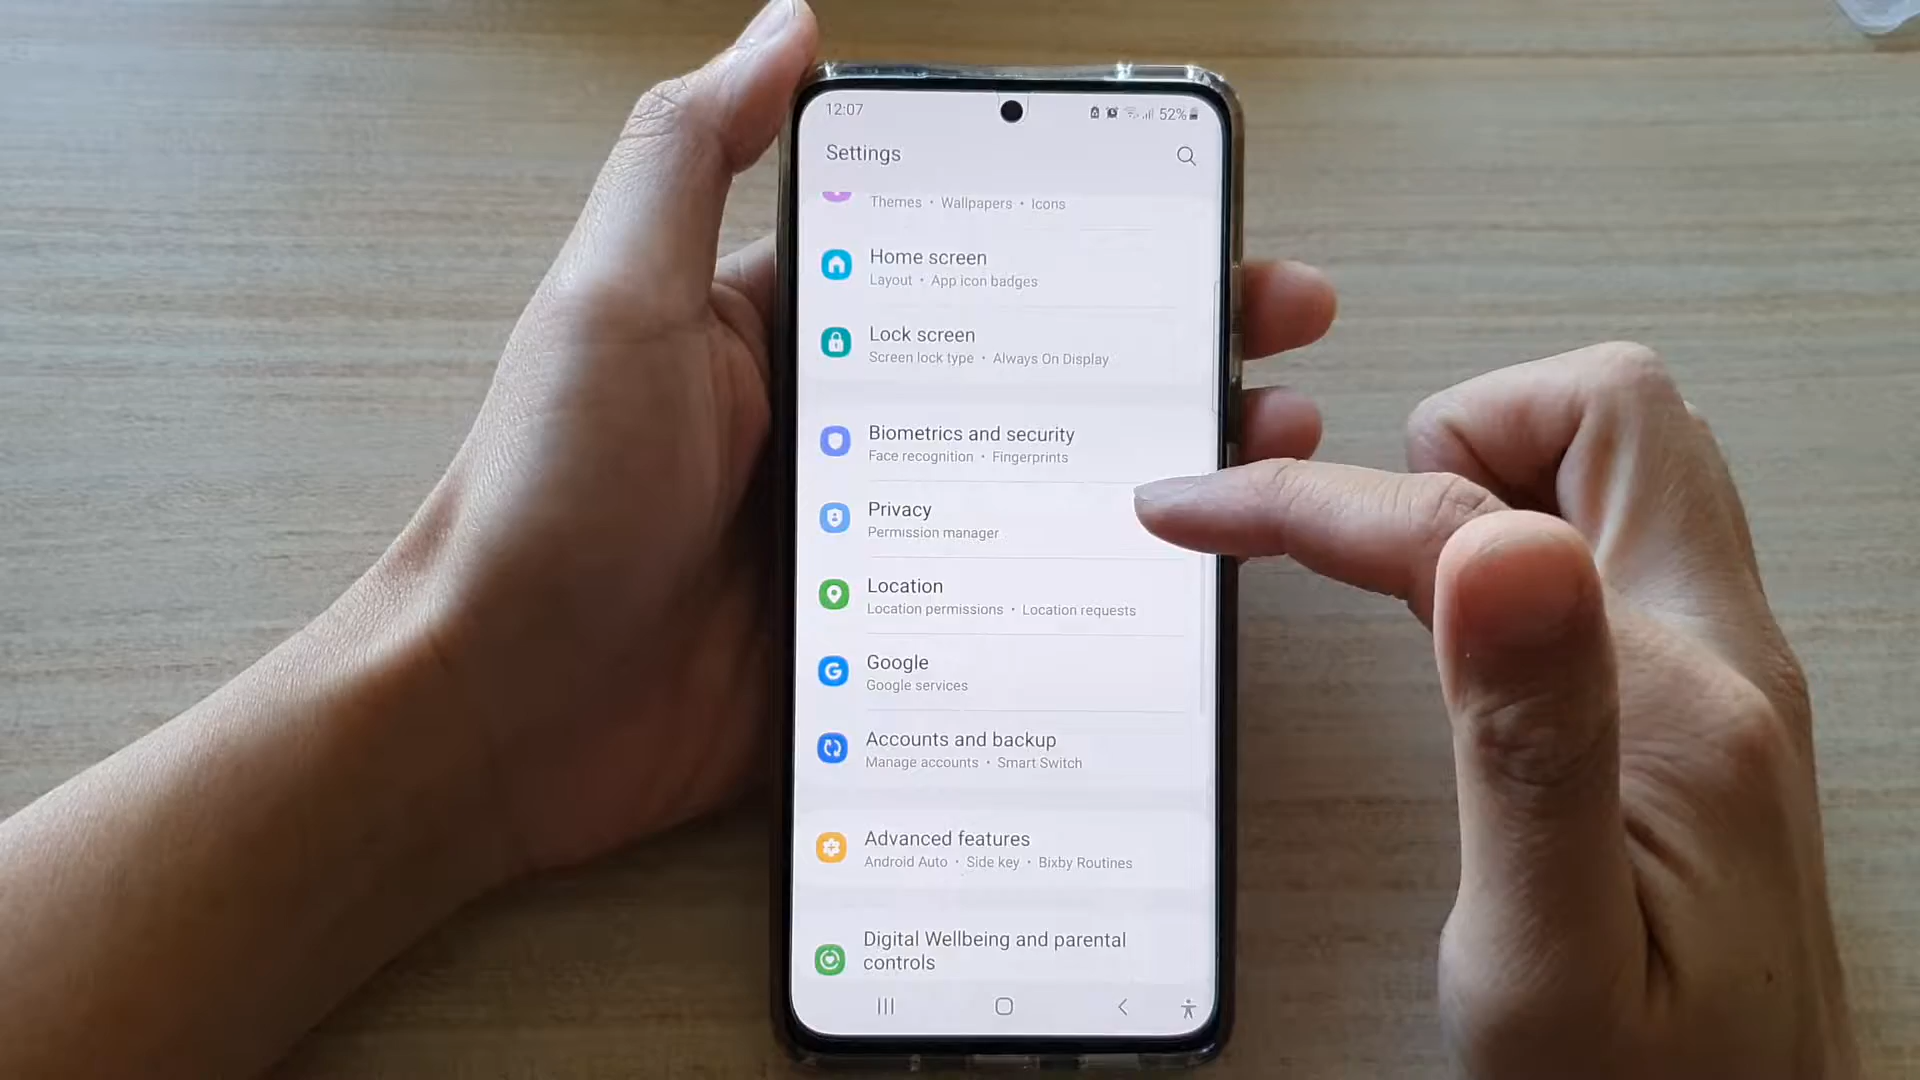 12:07
52%
Settings
Themes • Wallpapers • Icons
Home screen
Layout • App icon badges
Lock screen
Screen lock type • Always On Display
Biometrics and security
Face recognition • Fingerprints
Privacy
Permission manager
Location
Location permissions • Location requests
G
Google
Google services
Accounts and backup
Manage accounts • Smart Switch
Advanced features
Android Auto • Side key • Bixby Routines
Digital Wellbeing and parental
controls